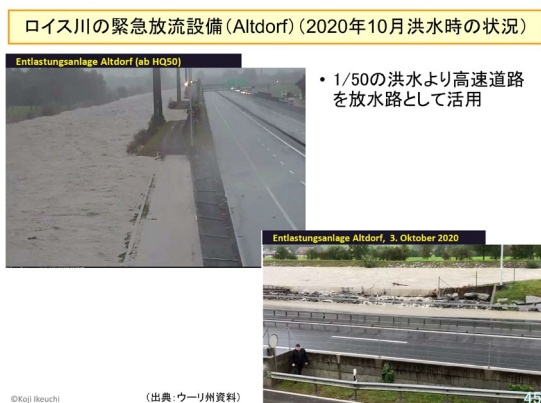 ロイス川の緊急放流設備(Altdorf)(2020年10月洪水時の状況)
Entlastungsanlage Altdorf (ab HQ50)
• 1/50の洪水より高速道路
を放水路として活用
Entlastungsanlage Altdorf, 3. Oktober 2020
©Koji Ikeuchi
(出典:ウーリ州資料)
45